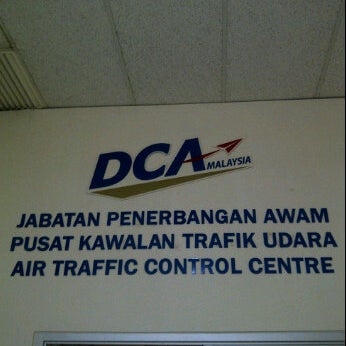 DCA
MALAYSIA
JABATAN PENERBANGAN AWAM
PUSAT KAWALAN TRAFIK UDARA
AIR TRAFFIC CONTROL CENTRE